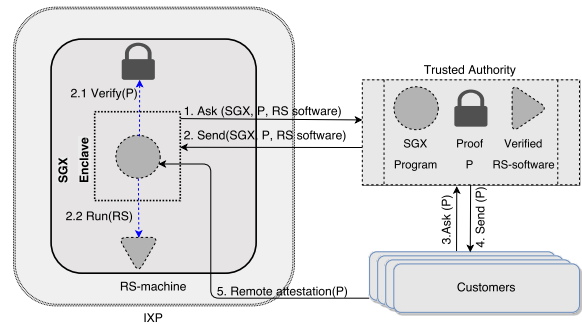 Trusted Authority
2.1 Verify(P)
1. Ask (SGX, P, RS software)
2. Send(SGX, P, RS software)
SGX
Enclave
SGX
Program
Proof
P
Verified
RS-software
2.2 Run(RS)
3.Ask (P)
4. Send (P)
RS-machine
5. Remote attestation(P)
Customers
IXP